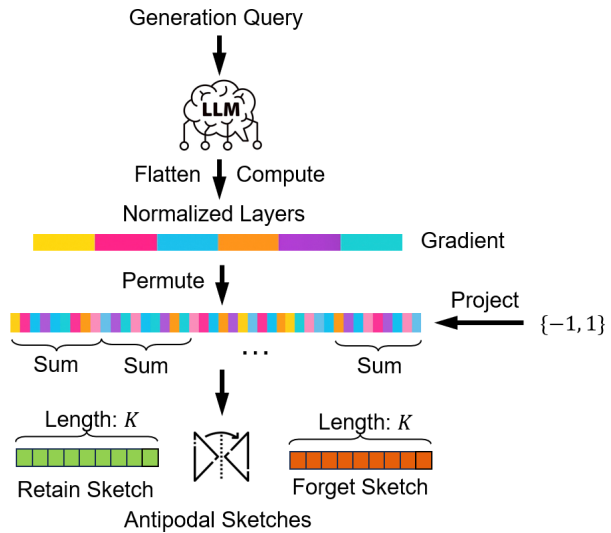 Generation Query
LLM
Flatten Compute
Normalized Layers
Gradient
Permute
Project
{−1, 1}
Sum Sum ... Sum
Length: K Length: K
Retain Sketch Forget Sketch
Antipodal Sketches